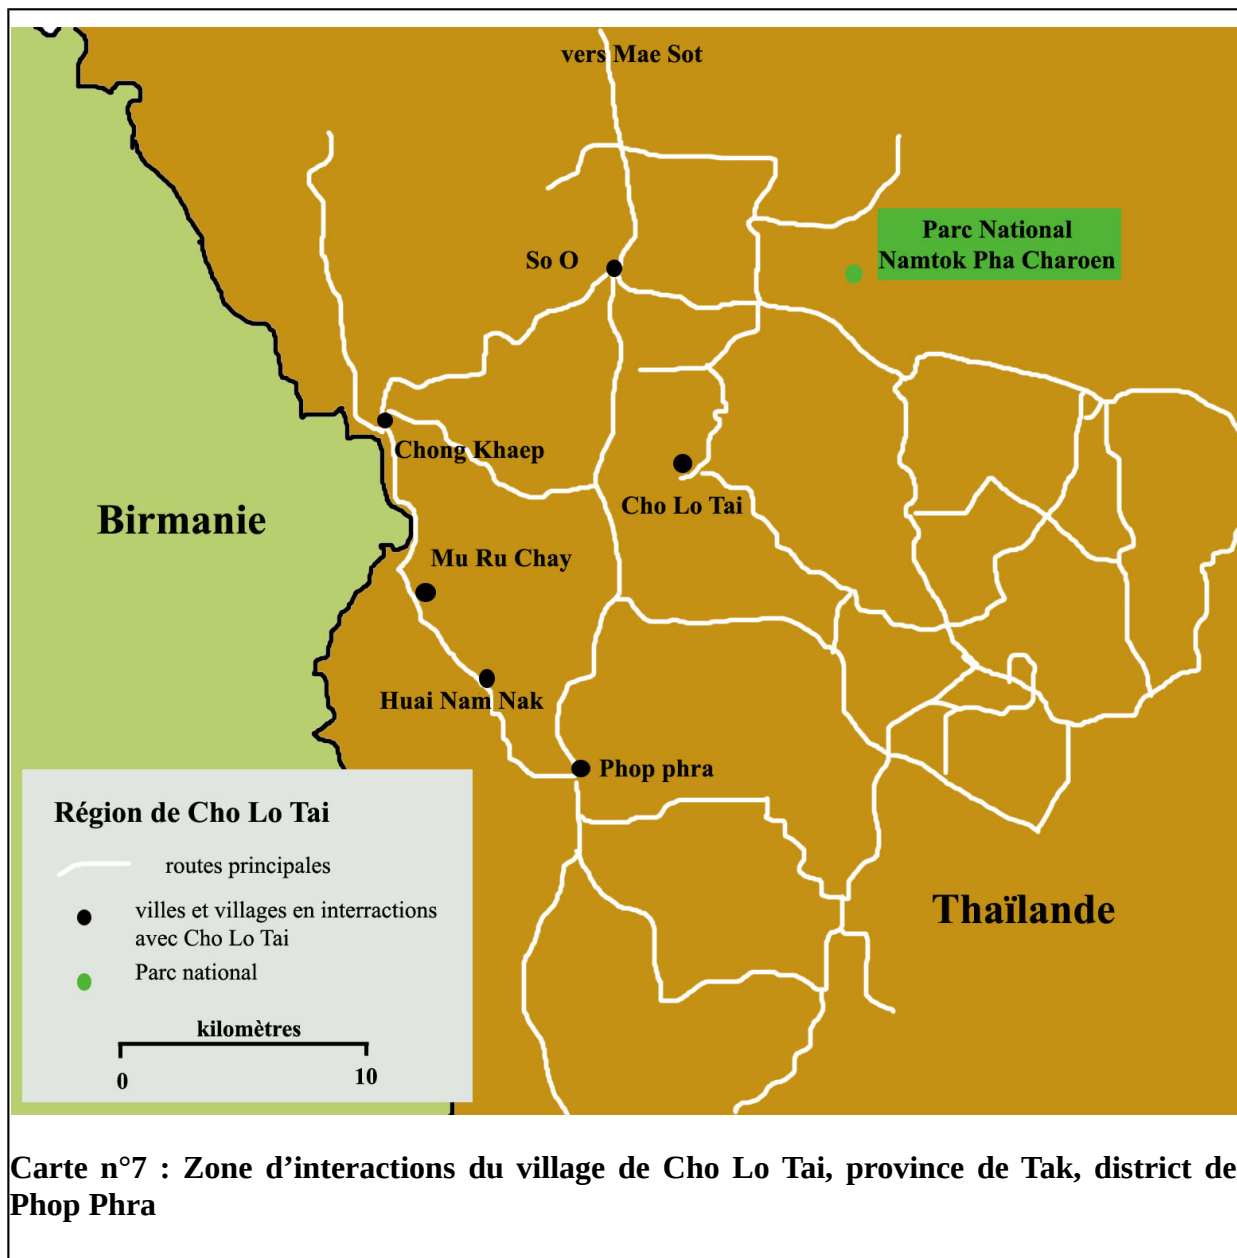 vers Mae Sot
Parc National
Namtok Pha Charoen
So O
Chong Khaep
Cho Lo Tai
Birmanie
Mu Ru Chay
Huai Nam Nak
Phop phra
Thaïlande
Région de Cho Lo Tai
routes principales
villes et villages en interractions
avec Cho Lo Tai
Parc national
kilomètres
0 10
Carte n°7 : Zone d’interactions du village de Cho Lo Tai, province de Tak, district de
Phop Phra